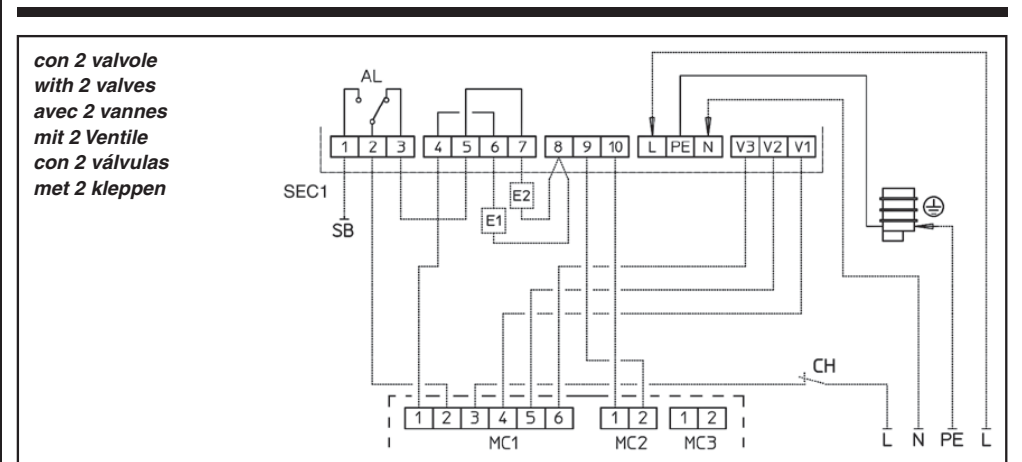 con 2 valvole
with 2 valves
avec 2 vannes
mit 2 Ventile
con 2 válvulas
met 2 kleppen
AL
1 2 3 4 5 6 7 8 9 10 L PE N V3 V2 V1
SEC1
E2
E1
SB
CH
1 2 3 4 5 6 1 2 1 2
MC1 MC2 MC3
L N PE L